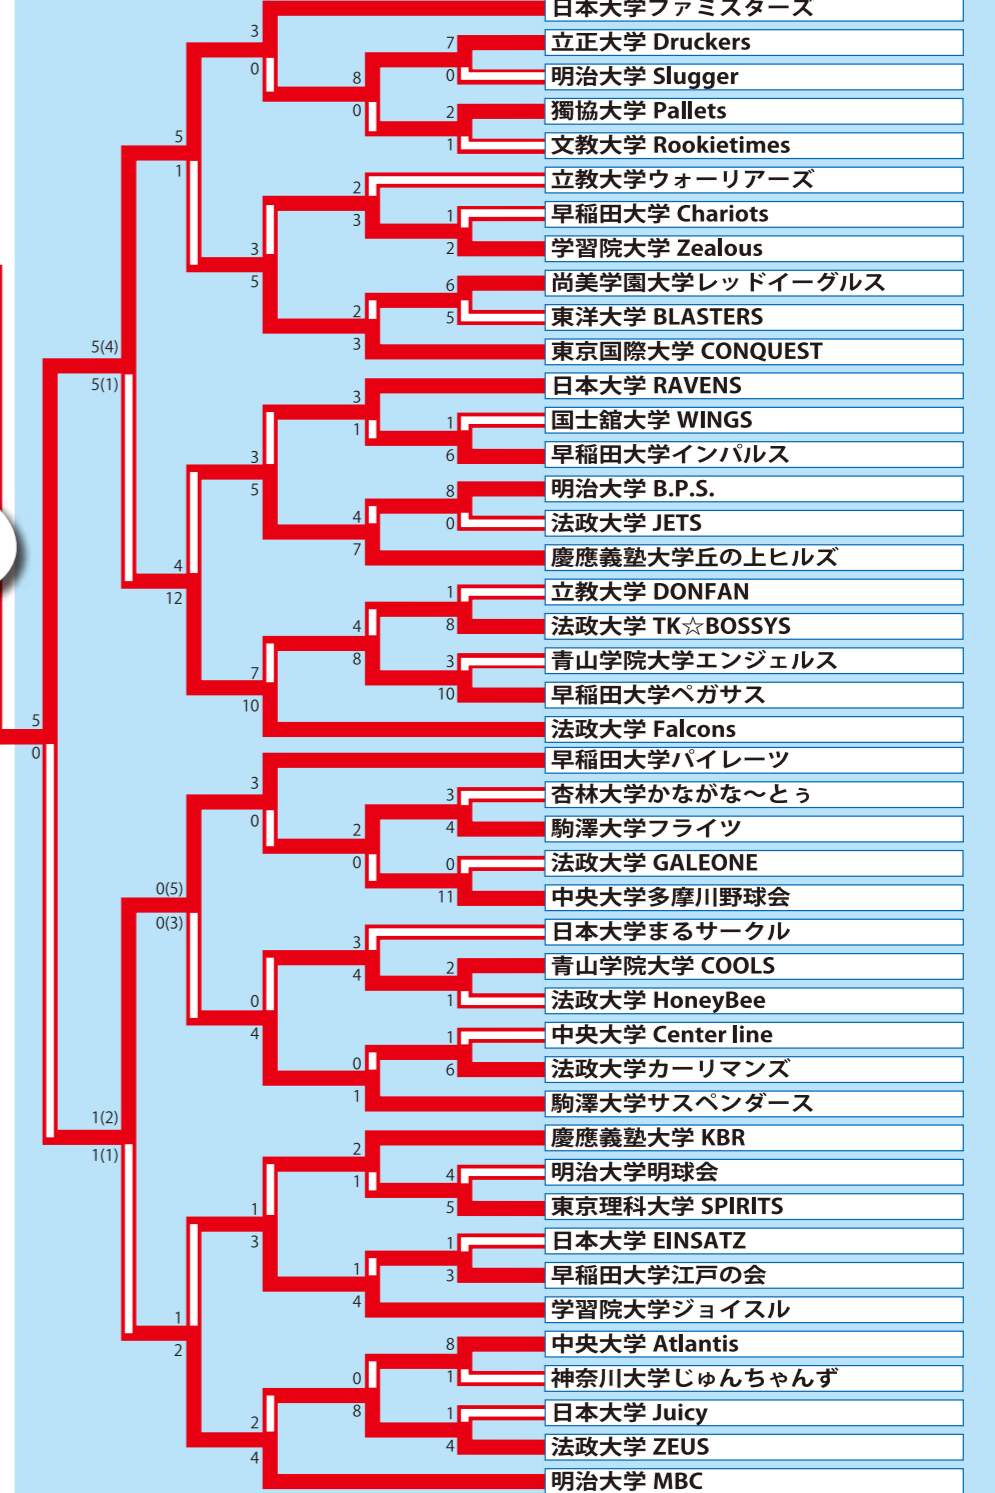 日本大学ファミスターズ
3
立正大学 Druckers
7
0
8
明治大学 Slugger
0
獨協大学 Pallets
0
2
5
文教大学 Rookietimes
1
1
立教大学ウォーリアーズ
2
早稲田大学 Chariots
3
1
学習院大学 Zealous
3
2
尚美学園大学レッドイーグルス
5
6
東洋大学 BLASTERS
2
5
5(4)
東京国際大学 CONQUEST
3
5(1)
日本大学 RAVENS
3
国士舘大学 WINGS
1
1
早稲田大学インパルス
3
6
明治大学 B.P.S.
5
8
法政大学 JETS
4
0
慶應義塾大学丘の上ヒルズ
7
4
立教大学 DONFAN
12
1
法政大学 TK☆BOSSYS
4
8
青山学院大学エンジェルス
8
3
早稲田大学ペガサス
7
10
10
法政大学 Falcons
5
0
早稲田大学パイレーツ
3
杏林大学かながな〜とぅ
3
駒澤大学フライツ
0
2
4
法政大学 GALEONE
0
0
中央大学多摩川野球会
0(5)
11
日本大学まるサークル
0(3)
3
青山学院大学 COOLS
4
2
法政大学 HoneyBee
0
1
中央大学 Center line
4
1
法政大学カーリマンズ
0
6
駒澤大学サスペンダース
1
1(2)
慶應義塾大学 KBR
1(1)
2
明治大学明球会
1
4
東京理科大学 SPIRITS
1
5
日本大学 EINSATZ
3
1
早稲田大学江戸の会
1
3
学習院大学ジョイスル
4
1
中央大学 Atlantis
2
8
神奈川大学じゅんちゃんず
0
1
日本大学 Juicy
8
1
法政大学 ZEUS
2
4
明治大学 MBC
4